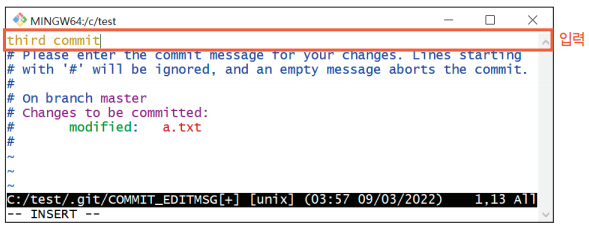 MINGW64:/c/test
third commit
입력
# Please enter the commit message for your changes. Lines starting
# with '#' will be ignored, and an empty message aborts the commit.
#
# On branch master
# Changes to be committed:
#       modified:   a.txt
#
~
~
~
C:/test/.git/COMMIT_EDITMSG[+] [unix] (03:57 09/03/2022)    1,13 All
-- INSERT --